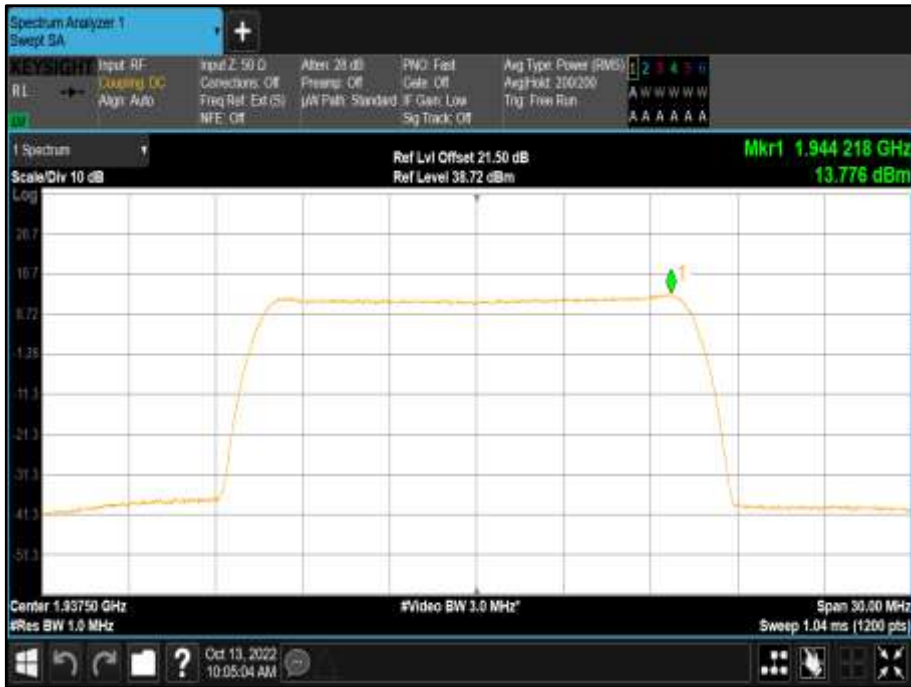 Spectrum Analyzer 1
Swept SA
+
KEYSIGHT
RL
Input: RF
Coupling: DC
Align: Auto
Input Z: 50 Ω
Corrections: Off
Freq Ref: Ext (S)
NFE: Off
Atten: 28 dB
Preamp: Off
µW Path: Standard
PNO: Fast
Gate: Off
IF Gain: Low
Sig Track: Off
Avg Type: Power (RMS)
Avg|Hold: 200/200
Trig: Free Run
1 2 3 4 5 6
A W W W W W
A A A A A A
1 Spectrum
Scale/Div 10 dB
Ref Lvl Offset 21.50 dB
Ref Level 38.72 dBm
Mkr1 1.944 218 GHz
13.776 dBm
Log
28.7
18.7
8.72
-1.28
-11.3
-21.3
-31.3
-41.3
-51.3
1
Center 1.93750 GHz
#Res BW 1.0 MHz
#Video BW 3.0 MHz*
Span 30.00 MHz
Sweep 1.04 ms (1200 pts)
?
Oct 13, 2022
10:05:04 AM